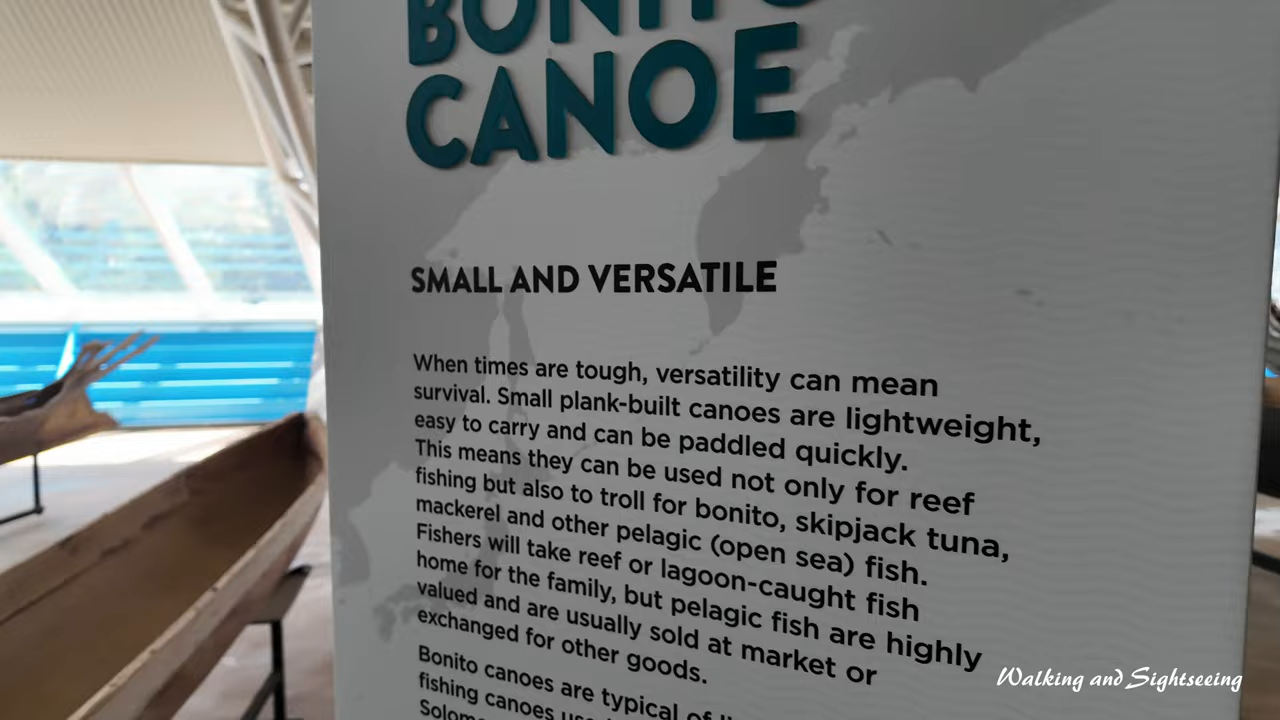 BONITO
CANOE
SMALL AND VERSATILE
When times are tough, versatility can mean
survival. Small plank-built canoes are lightweight,
easy to carry and can be paddled quickly.
This means they can be used not only for reef
fishing but also to troll for bonito, skipjack tuna,
mackerel and other pelagic (open sea) fish.
Fishers will take reef or lagoon-caught fish
home for the family, but pelagic fish are highly
valued and are usually sold at market or
exchanged for other goods.
Bonito canoes are typical of
fishing canoes
Walking and Sightseeing